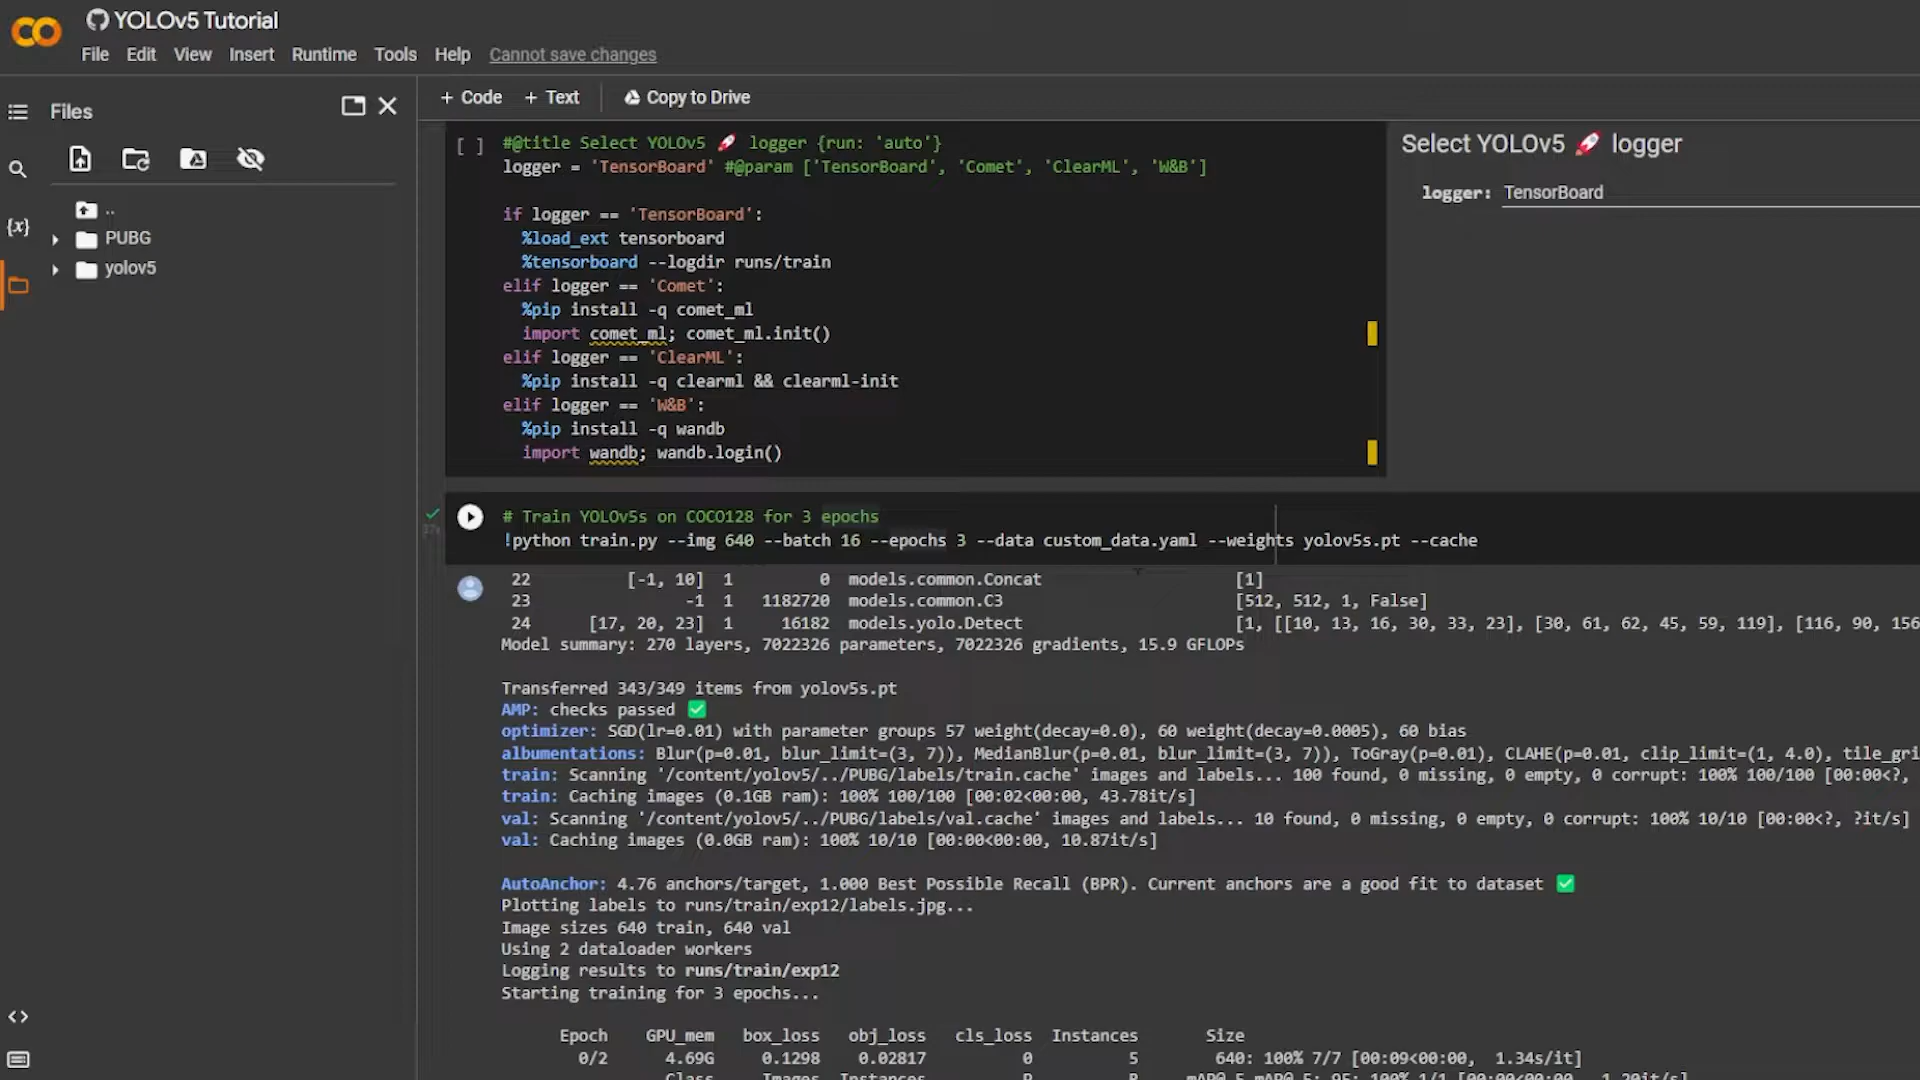 YOLOv5 Tutorial
File Edit View Insert Runtime Tools Help Cannot save changes
Files
..
PUBG
yolov5
+ Code + Text Copy to Drive
[ ] #@title Select YOLOv5 🚀 logger {run: 'auto'}
logger = 'TensorBoard' #@param ['TensorBoard', 'Comet', 'ClearML', 'W&B']
if logger == 'TensorBoard':
%load_ext tensorboard
%tensorboard --logdir runs/train
elif logger == 'Comet':
%pip install -q comet_ml
import comet_ml; comet_ml.init()
elif logger == 'ClearML':
%pip install -q clearml && clearml-init
elif logger == 'W&B':
%pip install -q wandb
import wandb; wandb.login()
Select YOLOv5 🚀 logger
logger: TensorBoard
# Train YOLOv5s on COCO128 for 3 epochs
!python train.py --img 640 --batch 16 --epochs 3 --data custom_data.yaml --weights yolov5s.pt --cache
22 [-1, 10] 1 0 models.common.Concat [1]
23 -1 1 1182720 models.common.C3 [512, 512, 1, False]
24 [17, 20, 23] 1 16182 models.yolo.Detect [1, [[10, 13, 16, 30, 33, 23], [30, 61, 62, 45, 59, 119], [116, 90, 156
Model summary: 270 layers, 7022326 parameters, 7022326 gradients, 15.9 GFLOPs
Transferred 343/349 items from yolov5s.pt
AMP: checks passed ✅
optimizer: SGD(lr=0.01) with parameter groups 57 weight(decay=0.0), 60 weight(decay=0.0005), 60 bias
albumentations: Blur(p=0.01, blur_limit=(3, 7)), MedianBlur(p=0.01, blur_limit=(3, 7)), ToGray(p=0.01), CLAHE(p=0.01, clip_limit=(1, 4.0), tile_gri
train: Scanning '/content/yolov5/../PUBG/labels/train.cache' images and labels... 100 found, 0 missing, 0 empty, 0 corrupt: 100% 100/100 [00:00<?,
train: Caching images (0.1GB ram): 100% 100/100 [00:02<00:00, 43.78it/s]
val: Scanning '/content/yolov5/../PUBG/labels/val.cache' images and labels... 10 found, 0 missing, 0 empty, 0 corrupt: 100% 10/10 [00:00<?, ?it/s]
val: Caching images (0.0GB ram): 100% 10/10 [00:00<00:00, 10.87it/s]
AutoAnchor: 4.76 anchors/target, 1.000 Best Possible Recall (BPR). Current anchors are a good fit to dataset ✅
Plotting labels to runs/train/exp12/labels.jpg...
Image sizes 640 train, 640 val
Using 2 dataloader workers
Logging results to runs/train/exp12
Starting training for 3 epochs...
Epoch GPU_mem box_loss obj_loss cls_loss Instances Size
0/2 4.69G 0.1298 0.02817 0 5 640: 100% 7/7 [00:09<00:00, 1.34s/it]
Class Images Instances